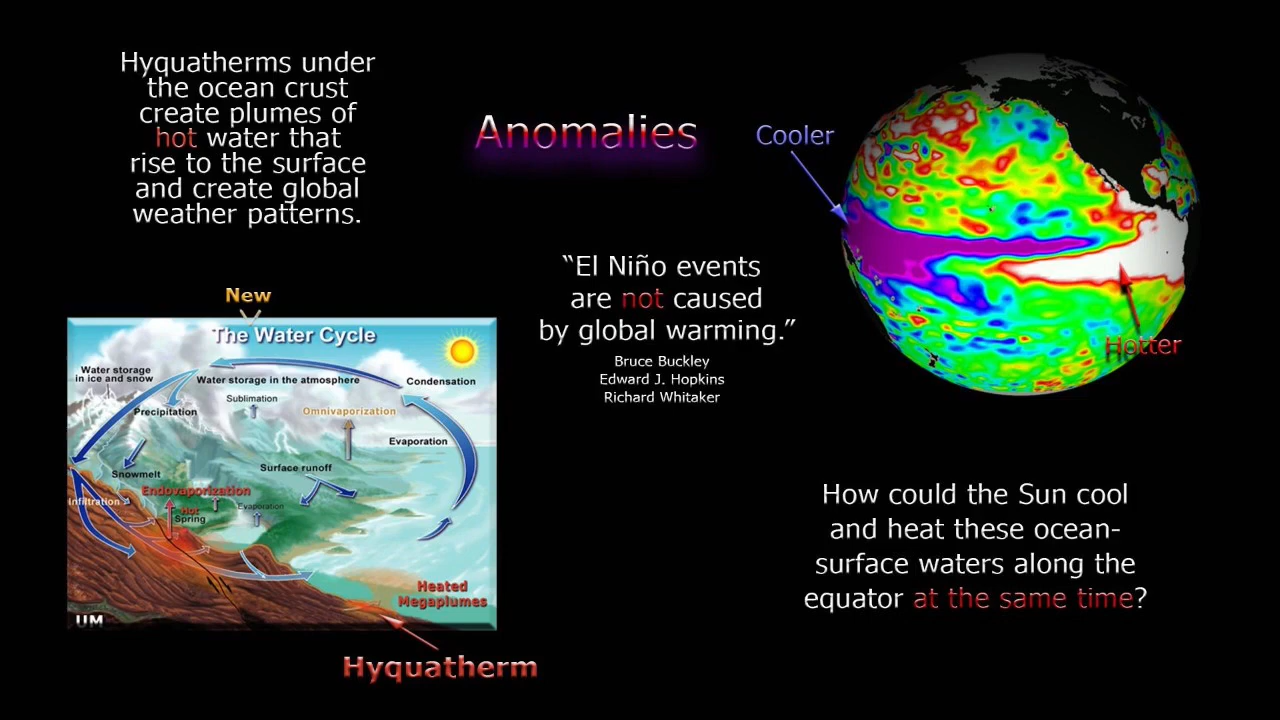 Hyquatherms under
the ocean crust
create plumes of
hot water that
rise to the surface
and create global
weather patterns.
Anomalies
Cooler
Hotter
“El Niño events
are not caused
by global warming.”
Bruce Buckley
Edward J. Hopkins
Richard Whitaker
How could the Sun cool
and heat these ocean-
surface waters along the
equator at the same time?
New
The Water Cycle
Water storage
in ice and snow
Water storage in the atmosphere
Condensation
Sublimation
Precipitation
Omnivaporization
Evaporation
Snowmelt
Surface runoff
Endovaporization
Infiltration
Hot
Spring
Evaporation
Heated
Megaplumes
UM
Hyquatherm